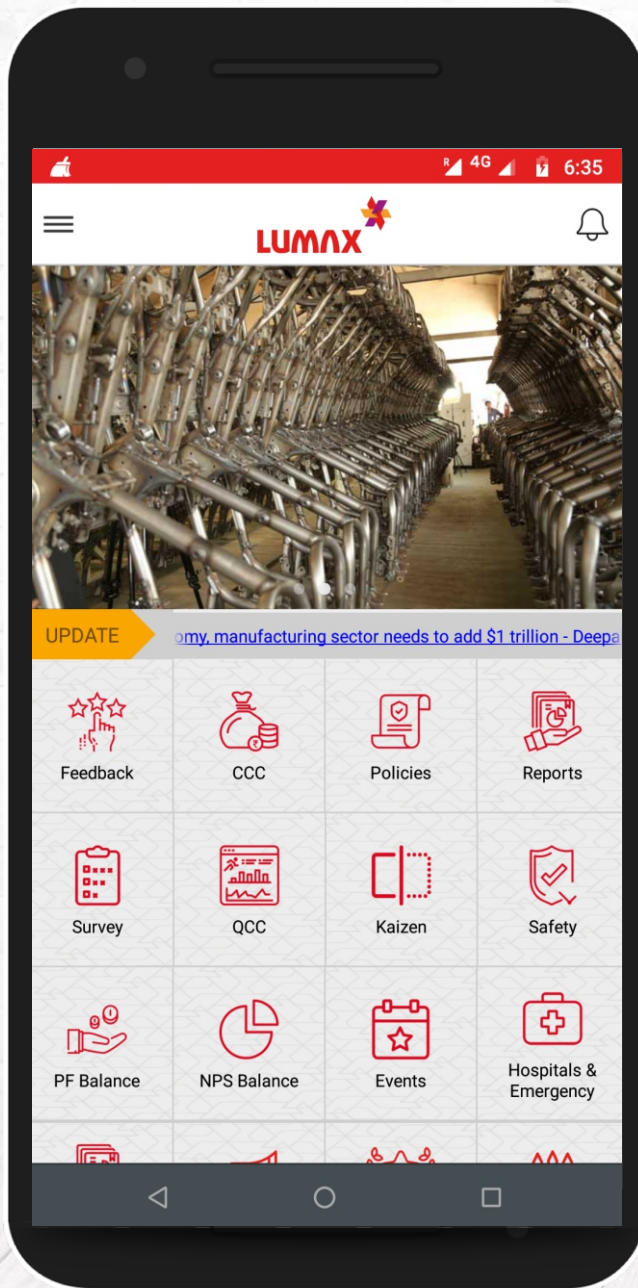 R 4G 6:35
LUMAX
UPDATE omy, manufacturing sector needs to add $1 trillion - Deepa
Feedback CCC Policies Reports
Survey QCC Kaizen Safety
PF Balance NPS Balance Events Hospitals &
Emergency